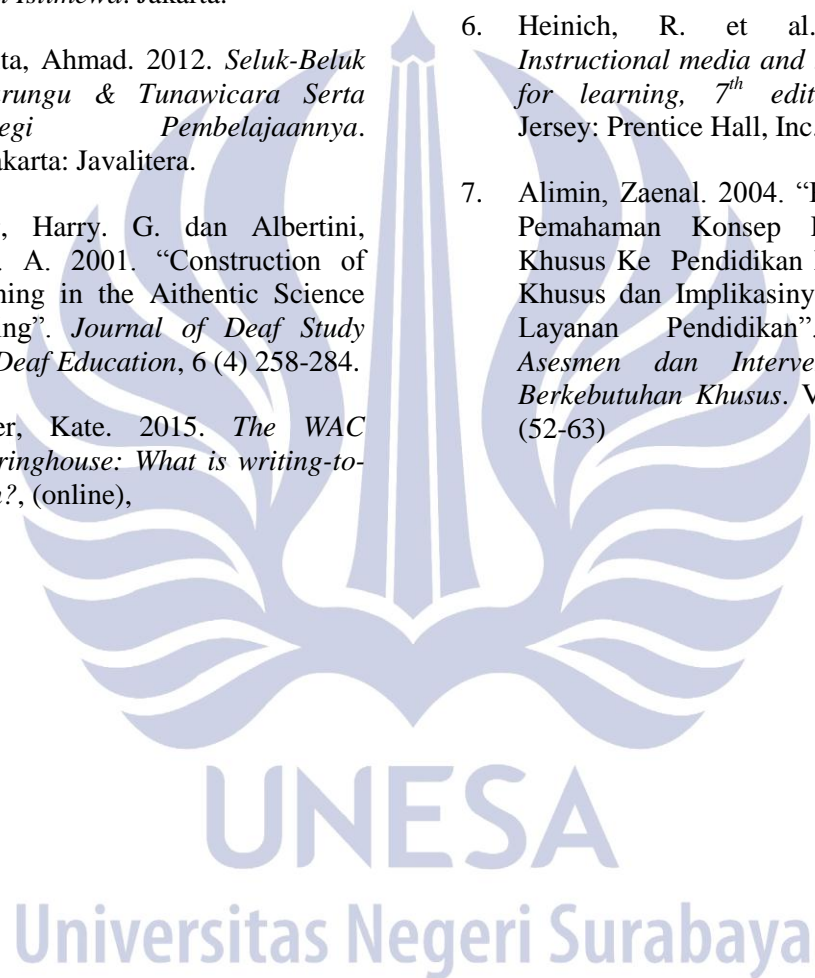 Istimewa. Jakarta.
ta, Ahmad. 2012. Seluk-Beluk
rungu & Tunawicara Serta
egi Pembelajaannya.
akarta: Javalitera.
, Harry. G. dan Albertini,
. A. 2001. “Construction of
ning in the Aithentic Science
ing”. Journal of Deaf Study
Deaf Education, 6 (4) 258-284.
er, Kate. 2015. The WAC
ringhouse: What is writing-to-
?, (online),
6. Heinich, R. et al.
Instructional media and
for learning, 7th edit
Jersey: Prentice Hall, Inc.
7. Alimin, Zaenal. 2004. “
Pemahaman Konsep
Khusus Ke Pendidikan
Khusus dan Implikasiny
Layanan Pendidikan”.
Asesmen dan Interve
Berkebutuhan Khusus. V
(52-63)
UNESA
Universitas Negeri Surabaya